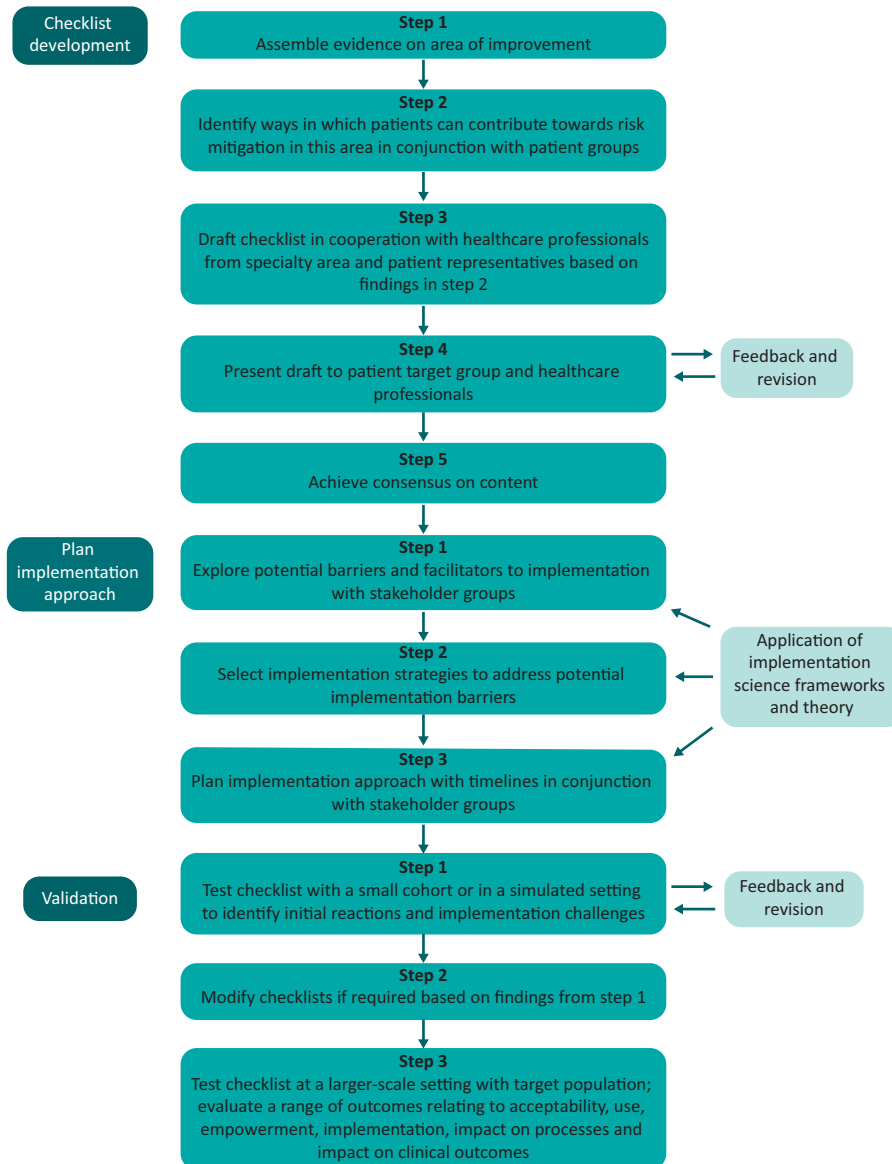 Checklist
development
Step 1
Assemble evidence on area of improvement
Step 2
Identify ways in which patients can contribute towards risk
mitigation in this area in conjunction with patient groups
Step 3
Draft checklist in cooperation with healthcare professionals
from specialty area and patient representatives based on
findings in step 2
Step 4
Present draft to patient target group and healthcare
professionals
Feedback and
revision
Step 5
Achieve consensus on content
Plan
implementation
approach
Step 1
Explore potential barriers and facilitators to implementation
with stakeholder groups
Step 2
Select implementation strategies to address potential
implementation barriers
Application of
implementation
science frameworks
and theory
Step 3
Plan implementation approach with timelines in conjunction
with stakeholder groups
Validation
Step 1
Test checklist with a small cohort or in a simulated setting
to identify initial reactions and implementation challenges
Feedback and
revision
Step 2
Modify checklists if required based on findings from step 1
Step 3
Test checklist at a larger-scale setting with target population;
evaluate a range of outcomes relating to acceptability, use,
empowerment, implementation, impact on processes and
impact on clinical outcomes